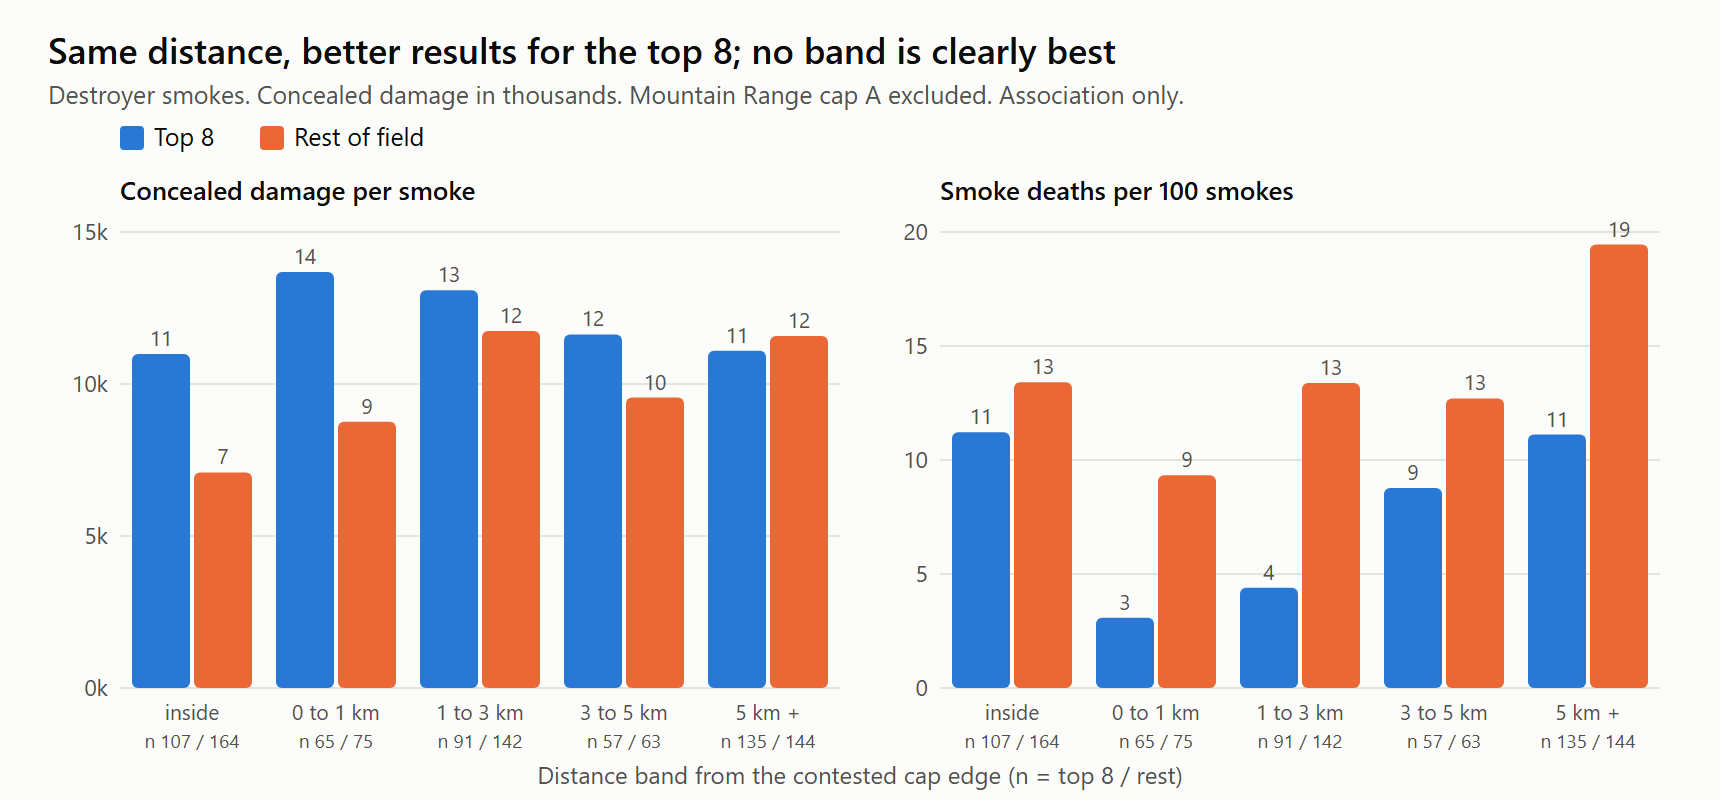 Same distance, better results for the top 8; no band is clearly best
Destroyer smokes. Concealed damage in thousands. Mountain Range cap A excluded. Association only.
Top 8 Rest of field
Concealed damage per smoke
15k
10k
5k
0k
11 7
14 9
13 12
12 10
11 12
inside 0 to 1 km 1 to 3 km 3 to 5 km 5 km +
n 107 / 164 n 65 / 75 n 91 / 142 n 57 / 63 n 135 / 144
Smoke deaths per 100 smokes
20
15
10
5
0
11 13
3 9
4 13
9 13
11 19
inside 0 to 1 km 1 to 3 km 3 to 5 km 5 km +
n 107 / 164 n 65 / 75 n 91 / 142 n 57 / 63 n 135 / 144
Distance band from the contested cap edge (n = top 8 / rest)